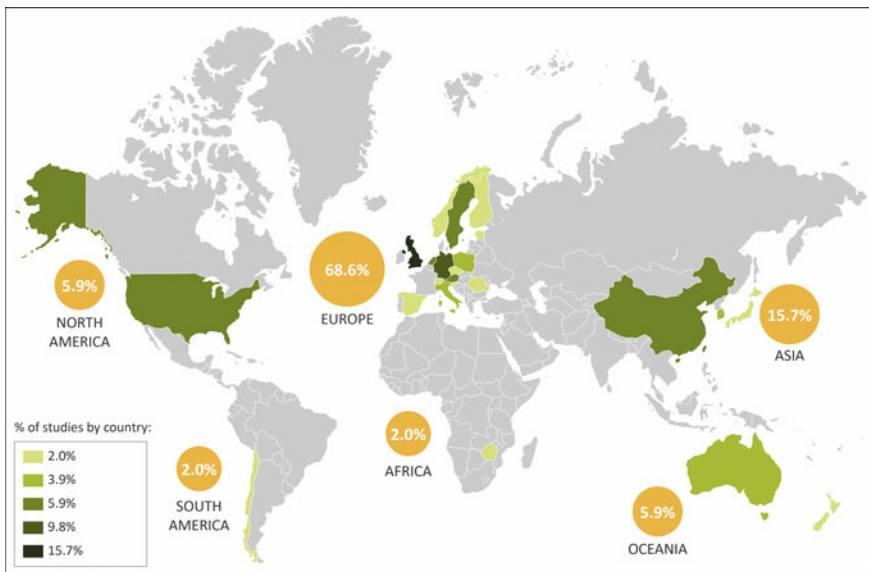 68.6%
EUROPE
5.9%
NORTH
AMERICA
15.7%
ASIA
2.0%
AFRICA
2.0%
SOUTH
AMERICA
5.9%
OCEANIA
% of studies by country:
2.0%
3.9%
5.9%
9.8%
15.7%